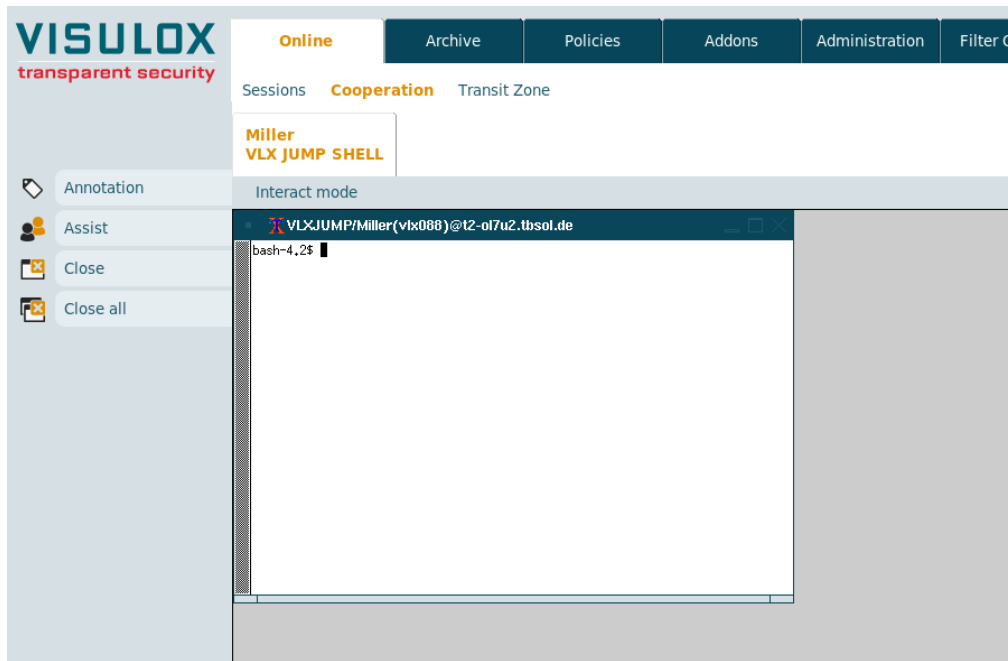 VISULOX
transparent security
Online Archive Policies Addons Administration Filter
Sessions Cooperation Transit Zone
Miller
VLX JUMP SHELL
Annotation
Interact mode
Assist
VLXJUMP/Miller(vlx088)@t2-ol7u2.tbsol.de
bash-4.2$
Close
Close all